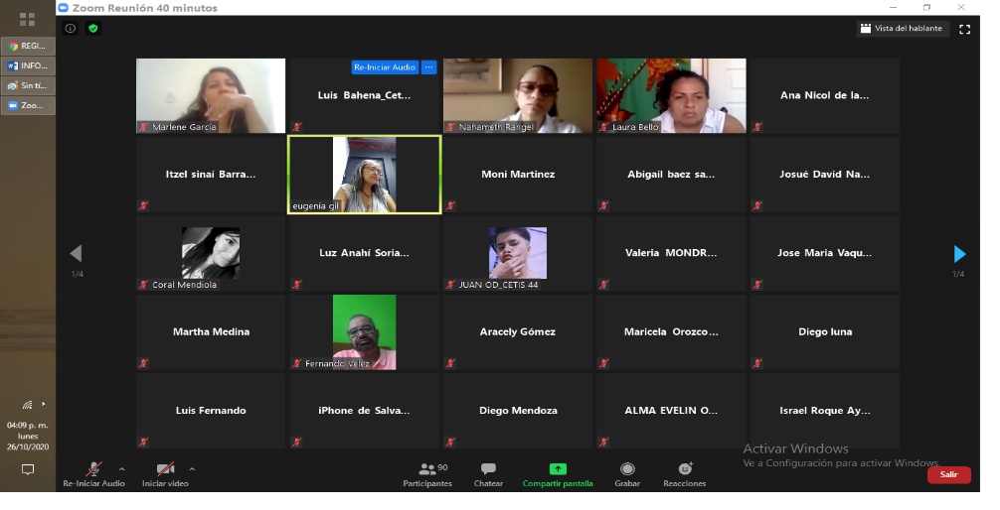 Zoom Reunión 40 minutos
REGI...
INFO...
Sin tí...
Zoo...
Vista del hablante
Marlene Garcia
Re-Iniciar Audio ...
Luis Bahena_Cet...
Nahameth Rangel
Laura Bello
Ana Nicol de la...
Itzel sinaí Barra...
eugenia gil
Moni Martínez
Abigail baez sa...
Josué David Na...
1/4
Coral Mendiola
Luz Anahí Soria...
JUAN OD_CETIS 44
Valeria MONDR...
Jose Maria Vaqu...
1/4
Martha Medina
Fernando Velez
Aracely Gómez
Maricela Orozco...
Diego luna
Luis Fernando
iPhone de Salva...
Diego Mendoza
ALMA EVELIN O...
Israel Roque Ay...
04:09 p. m.
lunes
26/10/2020
Activar Windows
Ve a Configuración para activar Windows.
Re-Iniciar Audio
Iniciar video
90
Participantes
Chatear
Compartir pantalla
Grabar
Reacciones
Salir